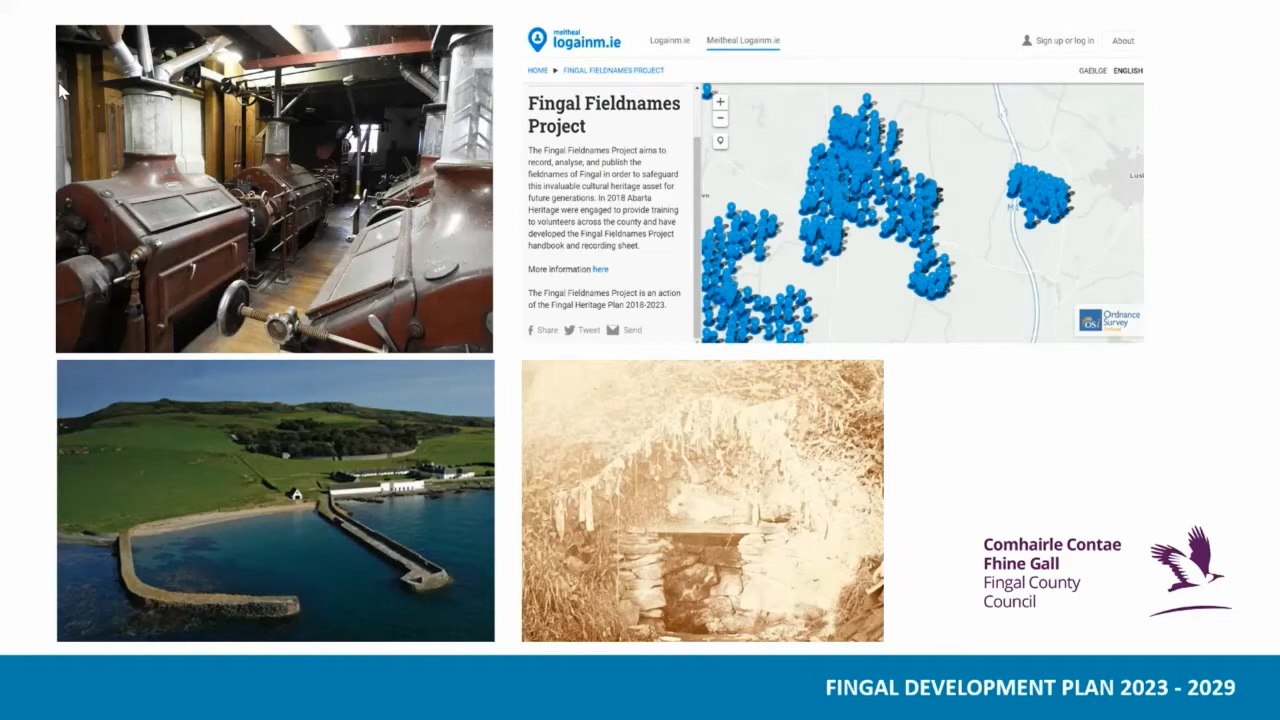 meitheal
logainm.ie
Logainm.ie
Meitheal Logainm.ie
Sign up or log in
About
HOME ► FINGAL FIELDNAMES PROJECT
GAEILGE ENGLISH
Fingal Fieldnames
Project
The Fingal Fieldnames Project aims to
record, analyse, and publish the
fieldnames of Fingal in order to safeguard
this invaluable cultural heritage asset for
future generations. In 2018 Abarta
Heritage were engaged to provide training
to volunteers across the county and have
developed the Fingal Fieldnames Project
handbook and recording sheet.
More information here
The Fingal Fieldnames Project is an action
of the Fingal Heritage Plan 2018-2023.
Share Tweet Send
+
−
Lusk
OSi
Ordnance
Survey
Ireland
Comhairle Contae
Fhine Gall
Fingal County
Council
FINGAL DEVELOPMENT PLAN 2023 - 2029